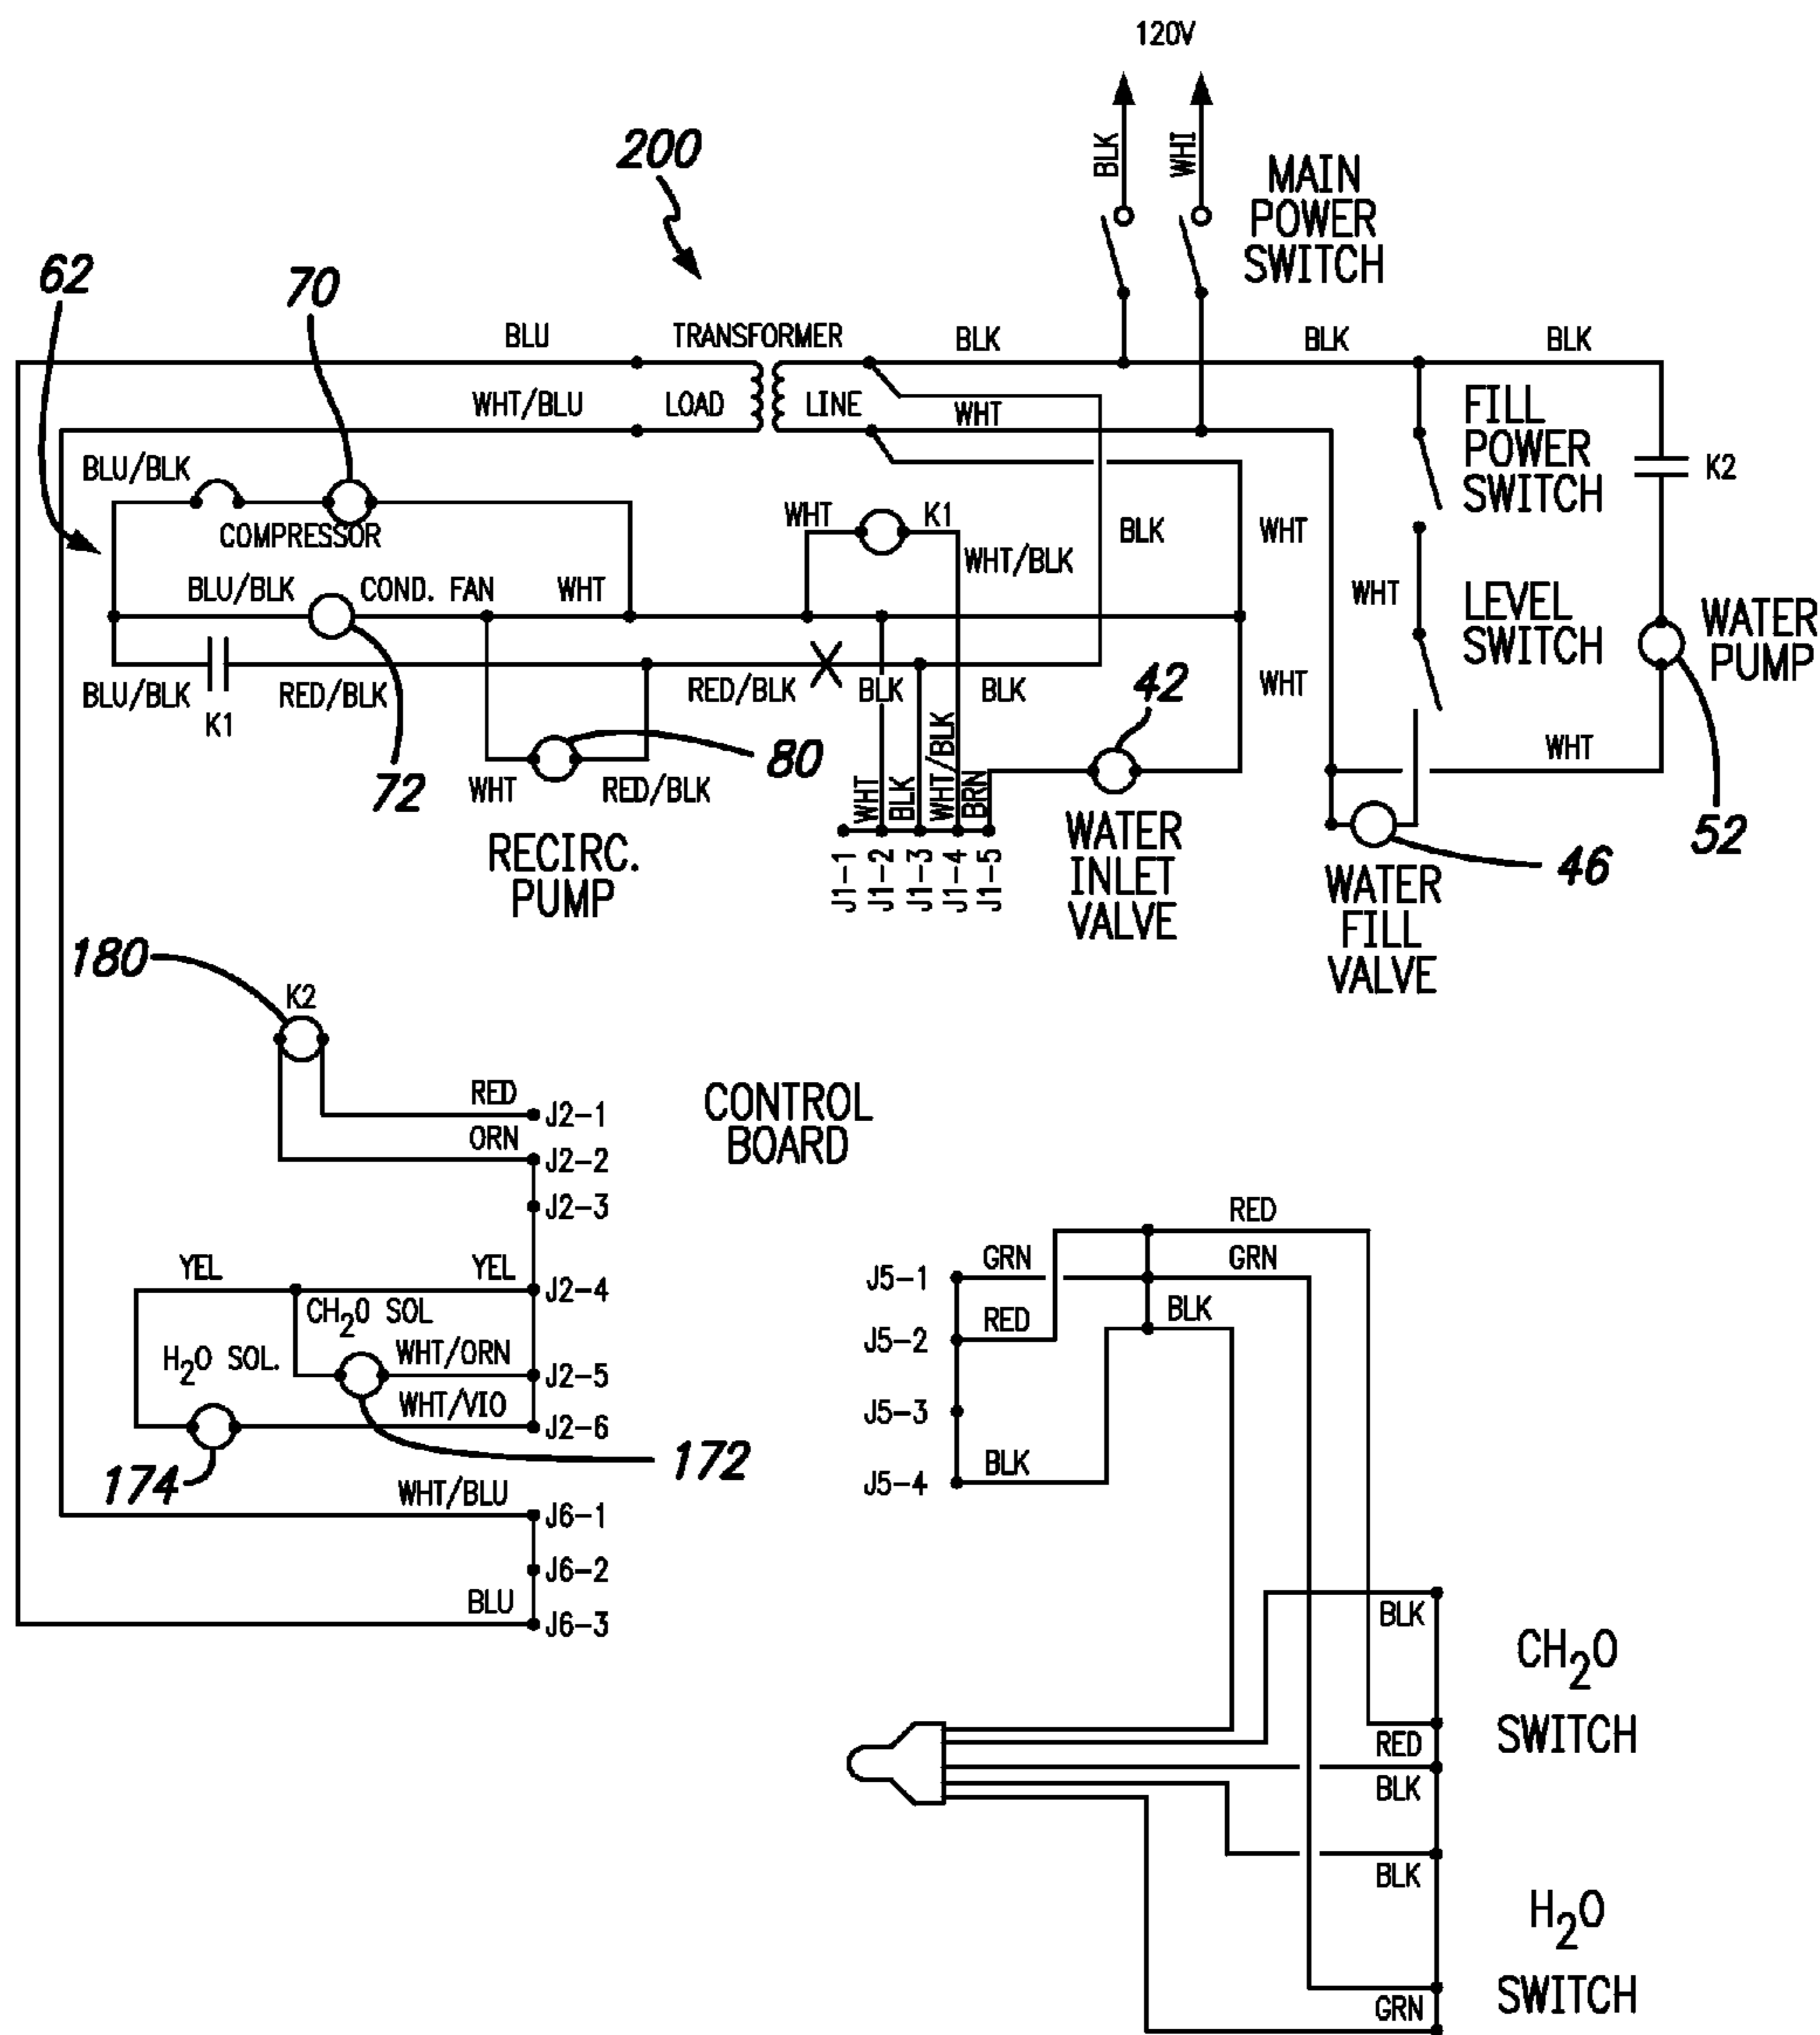 120V
200
BLK
WHI
MAIN
POWER
SWITCH
62
70
BLU
TRANSFORMER
BLK
BLK
BLK
WHT/BLU
LOAD
LINE
WHT
FILL
POWER
SWITCH
K2
BLU/BLK
COMPRESSOR
WHT
K1
WHT/BLK
BLK
WHT
BLU/BLK
COND. FAN
WHT
WHT
LEVEL
SWITCH
WATER
PUMP
BLU/BLK
K1
RED/BLK
72
RED/BLK
BLK
BLK
WHT
42
WHT
80
WHT
RED/BLK
RECIRC.
PUMP
WHT
BLK
WHT/BLK
BRN
J1-1
J1-2
J1-3
J1-4
J1-5
WATER
INLET
VALVE
52
46
WATER
FILL
VALVE
180
K2
RED
J2-1
ORN
J2-2
J2-3
CONTROL
BOARD
YEL
YEL
J2-4
CH2O SOL
H2O SOL.
WHT/ORN
J2-5
WHT/VIO
J2-6
174
172
WHT/BLU
J6-1
J6-2
BLU
J6-3
RED
J5-1
GRN
GRN
BLK
J5-2
RED
J5-3
J5-4
BLK
BLK
CH2O
SWITCH
RED
BLK
BLK
H2O
SWITCH
GRN